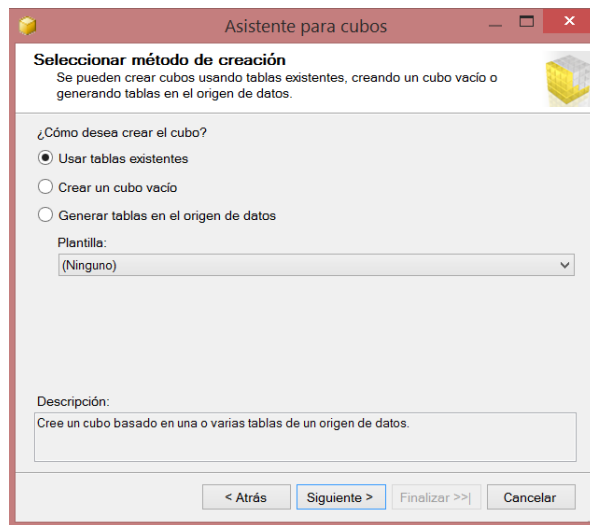 Asistente para cubos
Seleccionar método de creación
Se pueden crear cubos usando tablas existentes, creando un cubo vacío o
generando tablas en el origen de datos.
¿Cómo desea crear el cubo?
Usar tablas existentes
Crear un cubo vacío
Generar tablas en el origen de datos
Plantilla:
(Ninguno)
Descripción:
Cree un cubo basado en una o varias tablas de un origen de datos.
< Atrás
Siguiente >
Finalizar >>|
Cancelar